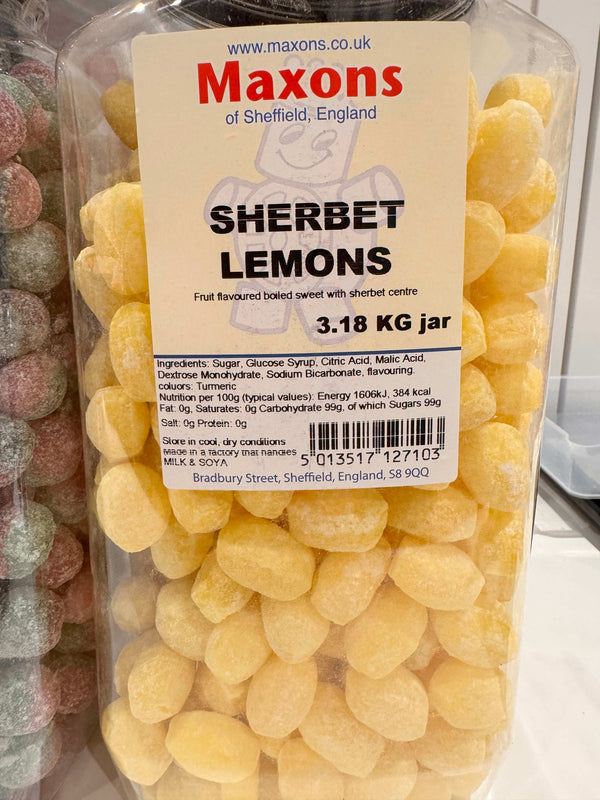 www.maxons.co.uk
Maxons
of Sheffield, England
SHERBET
LEMONS
Fruit flavoured boiled sweet with sherbet centre
3.18 KG jar
Ingredients: Sugar, Glucose Syrup, Citric Acid, Malic Acid,
Dextrose Monohydrate, Sodium Bicarbonate, flavouring.
coluors: Turmeric
Nutrition per 100g (typical values): Energy 1606kJ, 384 kcal
Fat: 0g, Saturates: 0g Carbohydrate 99g, of which Sugars 99g
Salt: 0g Protein: 0g
Store in cool, dry conditions
Made in a factory that handles
MILK & SOYA
5 013517 127103
Bradbury Street, Sheffield, England, S8 9QQ